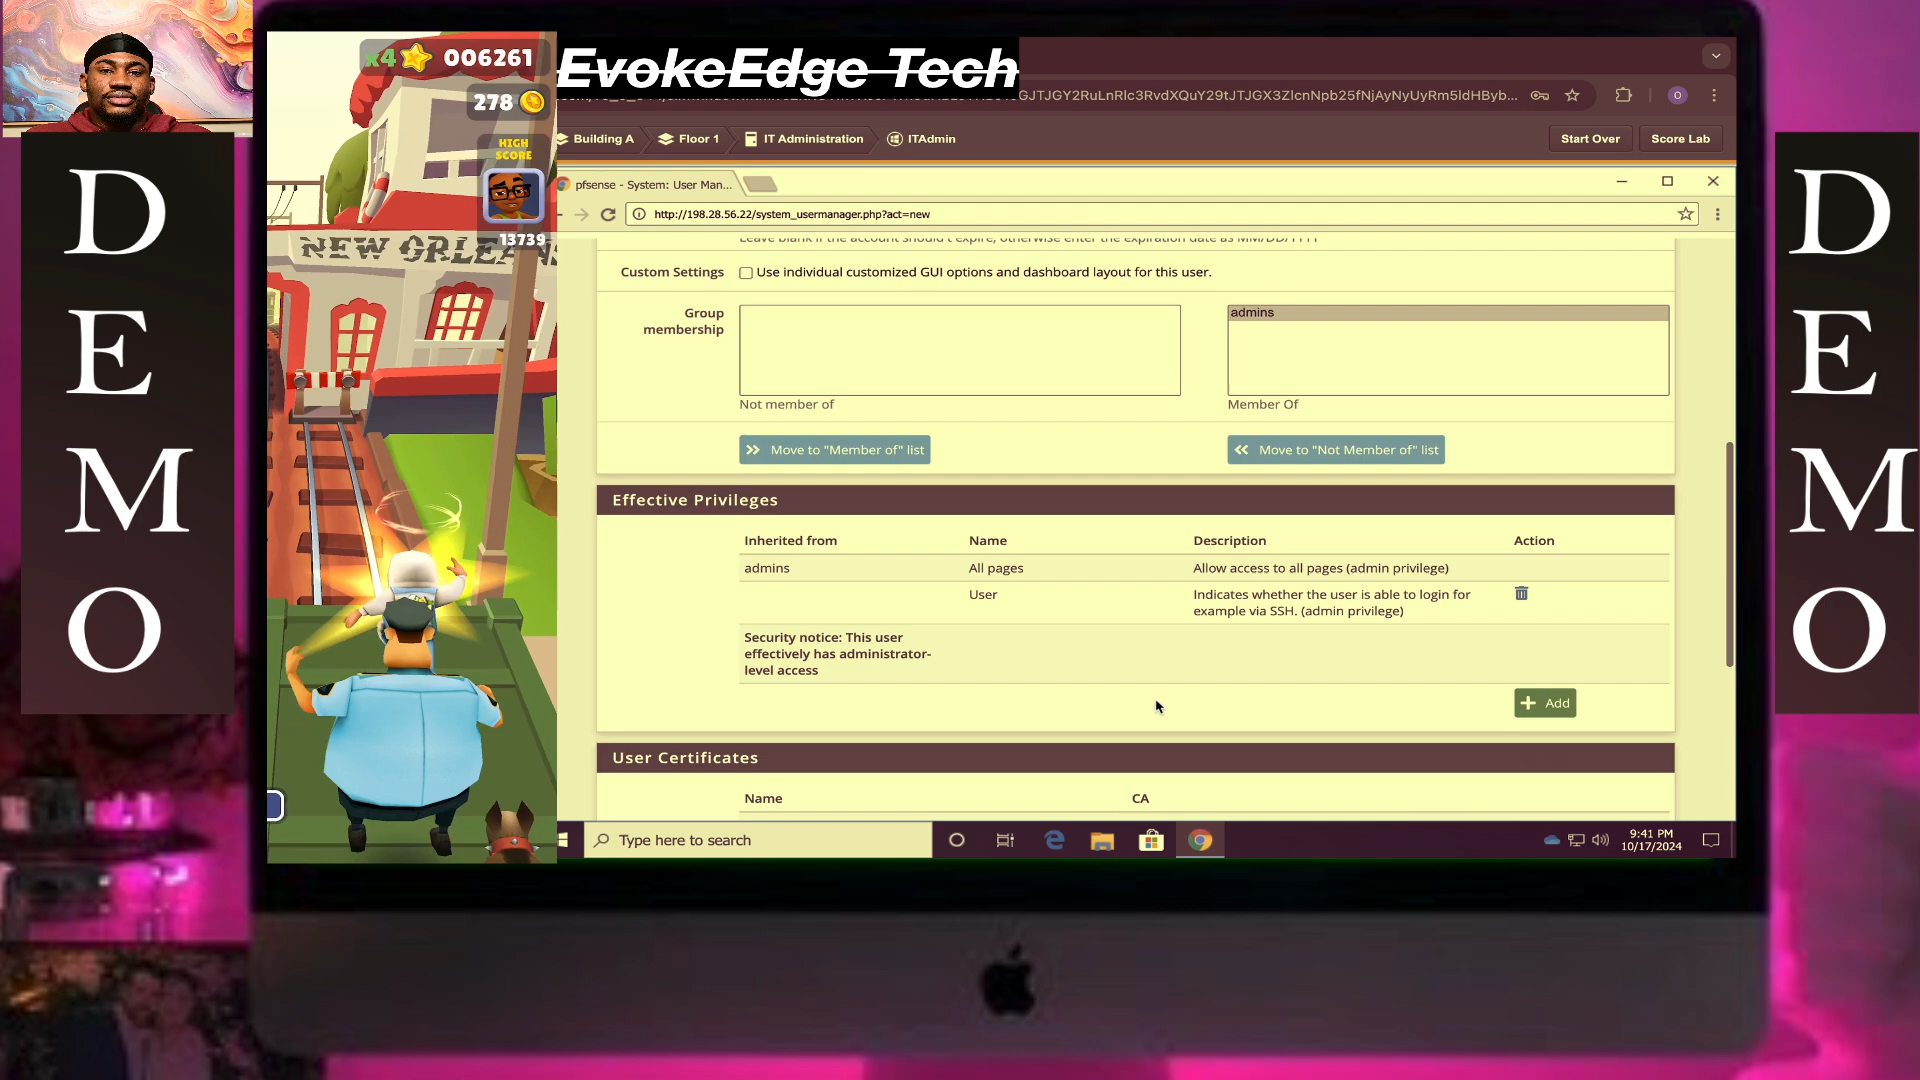 DEMO
x4 006261
278
HIGH
SCORE
13739
NEW ORLEANS
EvokeEdge Tech
Building A
Floor 1
IT Administration
ITAdmin
Start Over
Score Lab
pfsense - System: User Man...
http://198.28.56.22/system_usermanager.php?act=new
Custom Settings
Use individual customized GUI options and dashboard layout for this user.
Group
membership
admins
Not member of
Member Of
Move to "Member of" list
Move to "Not Member of" list
Effective Privileges
Inherited from Name Description Action
admins All pages Allow access to all pages (admin privilege)
User Indicates whether the user is able to login for
example via SSH. (admin privilege)
Security notice: This user
effectively has administrator-
level access
Add
User Certificates
Name CA
Type here to search
9:41 PM
10/17/2024
DEMO